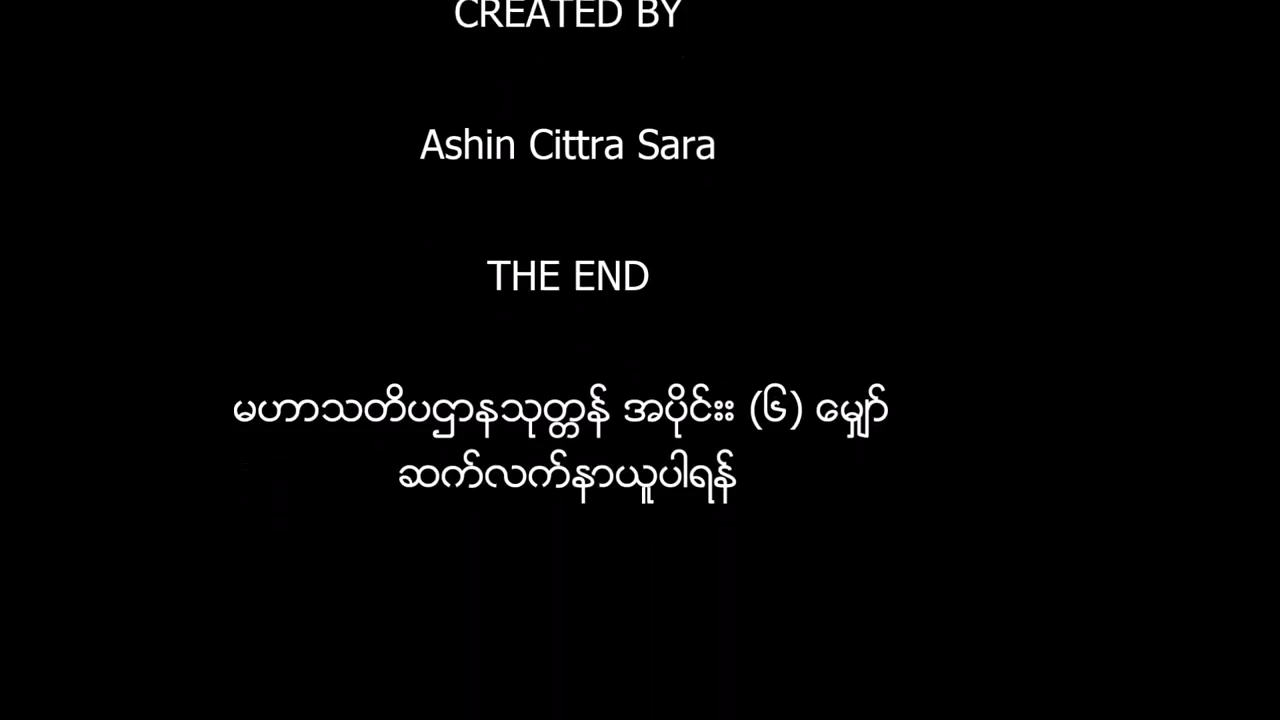 CREATED BY
Ashin Cittra Sara
THE END
မဟာသတိပဌာနသုတ္တန် အပိုင်းး (၆) မျှော်
ဆက်လက်နာယူပါရန်